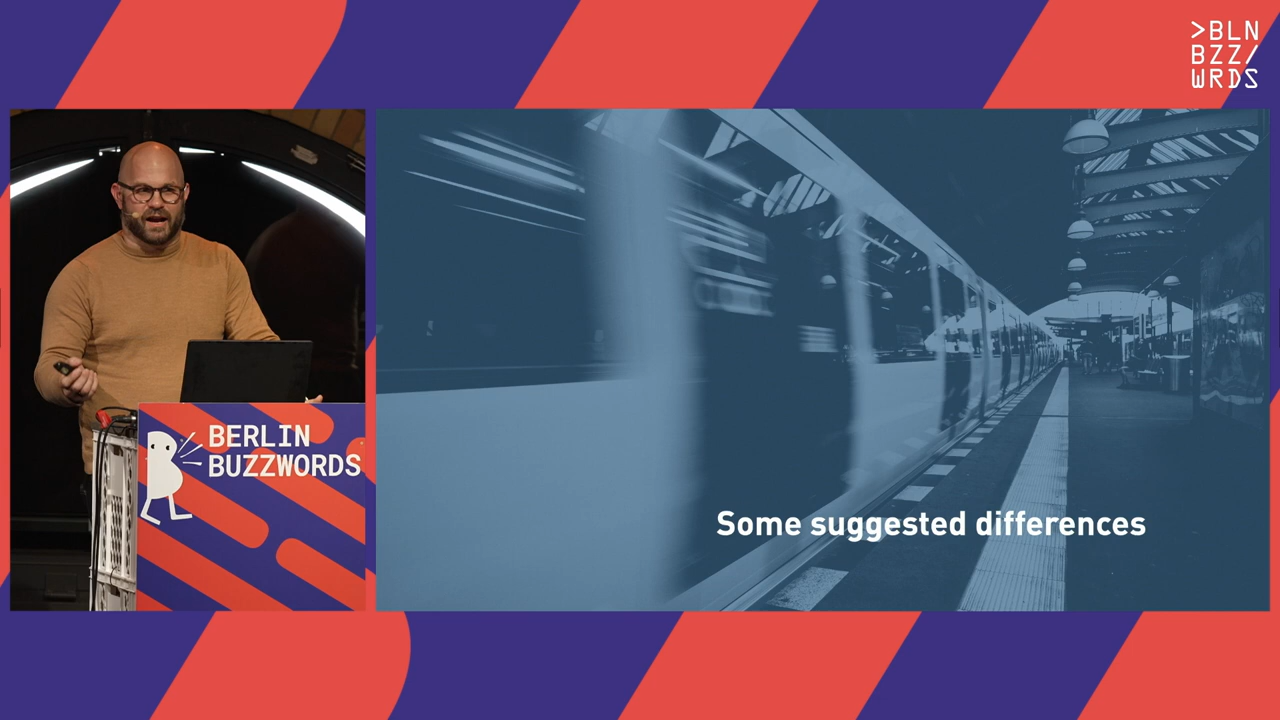 >BLN
BZZ/
WRDS
BERLIN
BUZZWORDS
Some suggested differences